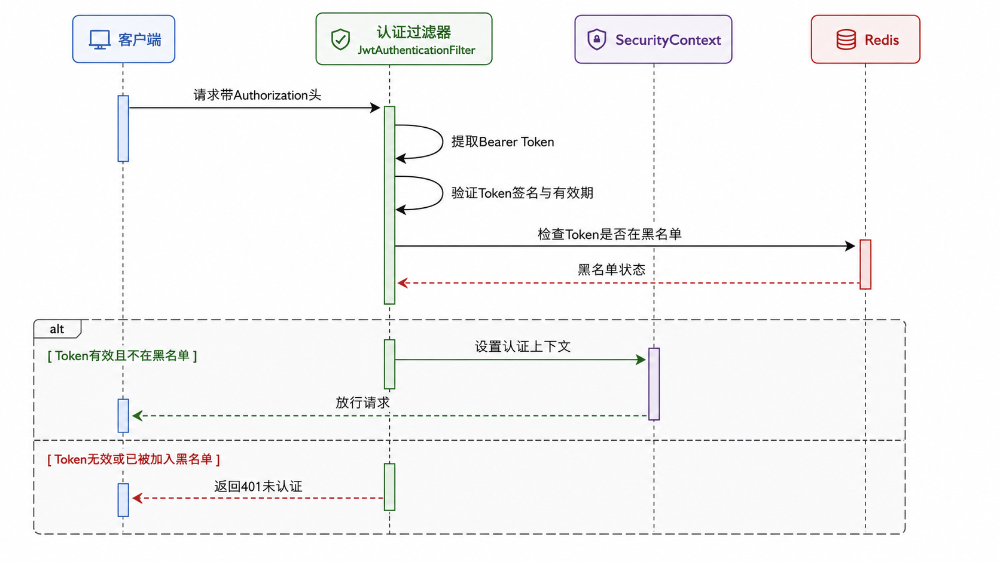 客户端
认证过滤器
JwtAuthenticationFilter
SecurityContext
Redis
请求带Authorization头
提取Bearer Token
验证Token签名与有效期
检查Token是否在黑名单
黑名单状态
alt
[ Token有效且不在黑名单 ]
设置认证上下文
放行请求
[ Token无效或已被加入黑名单 ]
返回401未认证